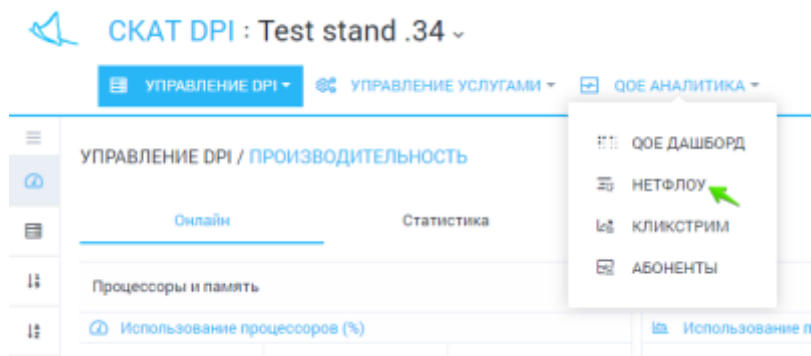 СКАТ DPI : Test stand .34
УПРАВЛЕНИЕ DPI
УПРАВЛЕНИЕ УСЛУГАМИ
QOE АНАЛИТИКА
QOE ДАШБОРД
НЕТФЛОУ
КЛИКСТРИМ
АБОНЕНТЫ
УПРАВЛЕНИЕ DPI / ПРОИЗВОДИТЕЛЬНОСТЬ
Онлайн
Статистика
Процессоры и память
Использование процессоров (%)
Использование